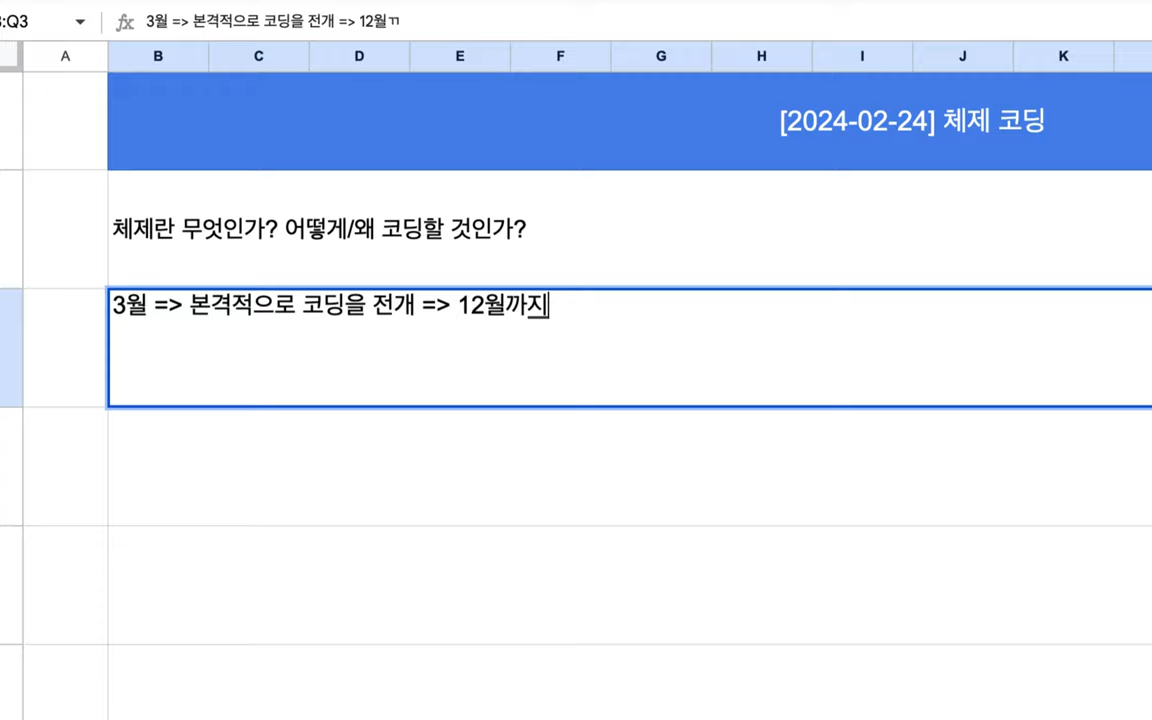 :Q3 fx 3월 => 본격적으로 코딩을 전개 => 12월ㄲ
A B C D E F G H I J K
[2024-02-24] 체제 코딩
체제란 무엇인가? 어떻게/왜 코딩할 것인가?
3월 => 본격적으로 코딩을 전개 => 12월까지